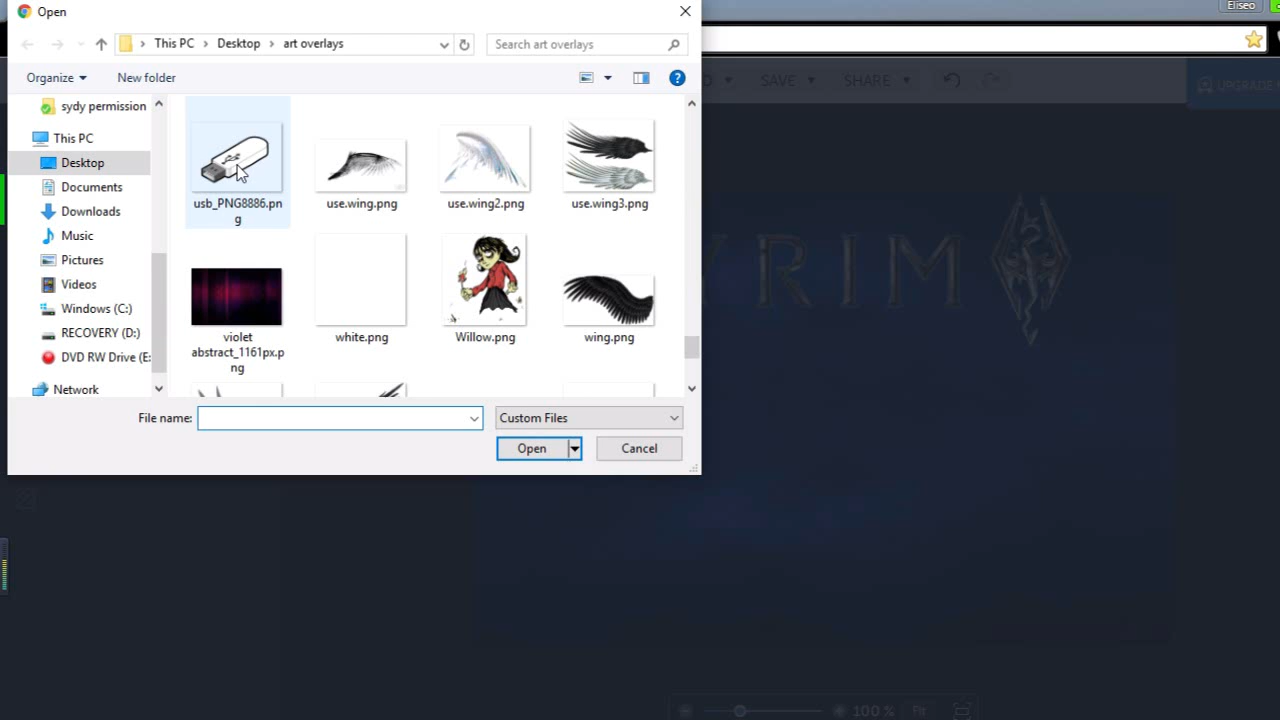 Open
Eliseo
This PC
Desktop
art overlays
Search art overlays
Organize
New folder
SAVE
SHARE
UPGRADE
sydy permission
This PC
Desktop
Documents
Downloads
Music
Pictures
Videos
Windows (C:)
RECOVERY (D:)
DVD RW Drive (E:
Network
usb_PNG8886.pn
g
use.wing.png
use.wing2.png
use.wing3.png
violet
abstract_1161px.p
ng
white.png
Willow.png
wing.png
YRIM
File name:
Custom Files
Open
Cancel
100 %
Fit